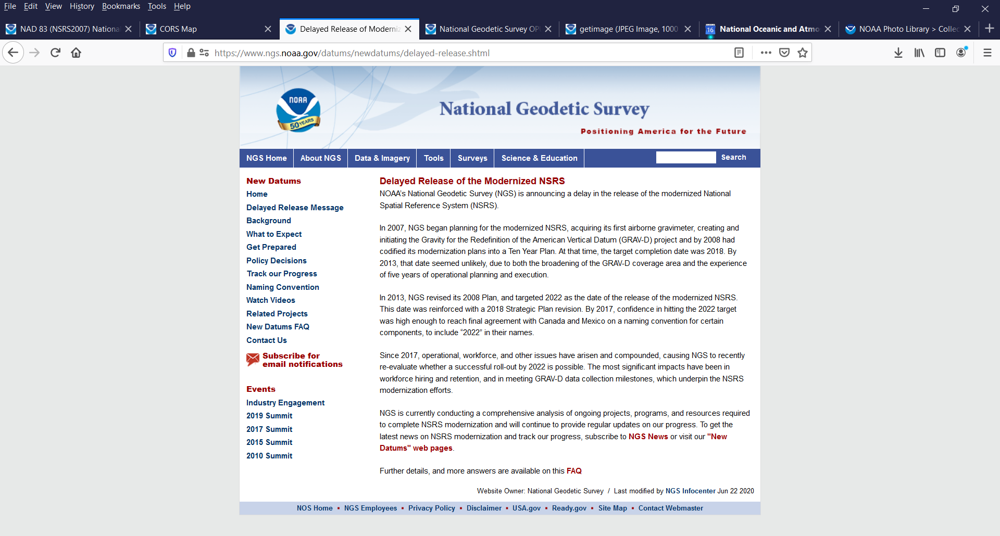 File Edit View History Bookmarks Tools Help
NAD 83 (NSRS2007) National
CORS Map
Delayed Release of Moderniz
National Geodetic Survey OP
getimage (JPEG Image, 1000
16
National Oceanic and Atmo
NOAA Photo Library > Collec
https://www.ngs.noaa.gov/datums/newdatums/delayed-release.shtml
NOAA
50 YEARS
National Geodetic Survey
Positioning America for the Future
NGS Home About NGS Data & Imagery Tools Surveys Science & Education Search
New Datums
Home
Delayed Release Message
Background
What to Expect
Get Prepared
Policy Decisions
Track our Progress
Naming Convention
Watch Videos
Related Projects
New Datums FAQ
Contact Us
Subscribe for
email notifications
Events
Industry Engagement
2019 Summit
2017 Summit
2015 Summit
2010 Summit
Delayed Release of the Modernized NSRS
NOAA's National Geodetic Survey (NGS) is announcing a delay in the release of the modernized National
Spatial Reference System (NSRS).
In 2007, NGS began planning for the modernized NSRS, acquiring its first airborne gravimeter, creating and
initiating the Gravity for the Redefinition of the American Vertical Datum (GRAV-D) project and by 2008 had
codified its modernization plans into a Ten Year Plan. At that time, the target completion date was 2018. By
2013, that date seemed unlikely, due to both the broadening of the GRAV-D coverage area and the experience
of five years of operational planning and execution.
In 2013, NGS revised its 2008 Plan, and targeted 2022 as the date of the release of the modernized NSRS.
This date was reinforced with a 2018 Strategic Plan revision. By 2017, confidence in hitting the 2022 target
was high enough to reach final agreement with Canada and Mexico on a naming convention for certain
components, to include “2022” in their names.
Since 2017, operational, workforce, and other issues have arisen and compounded, causing NGS to recently
re-evaluate whether a successful roll-out by 2022 is possible. The most significant impacts have been in
workforce hiring and retention, and in meeting GRAV-D data collection milestones, which underpin the NSRS
modernization efforts.
NGS is currently conducting a comprehensive analysis of ongoing projects, programs, and resources required
to complete NSRS modernization and will continue to provide regular updates on our progress. To get the
latest news on NSRS modernization and track our progress, subscribe to NGS News or visit our "New
Datums" web pages.
Further details, and more answers are available on this FAQ
Website Owner: National Geodetic Survey / Last modified by NGS Infocenter Jun 22 2020
NOS Home ▪ NGS Employees ▪ Privacy Policy ▪ Disclaimer ▪ USA.gov ▪ Ready.gov ▪ Site Map ▪ Contact Webmaster